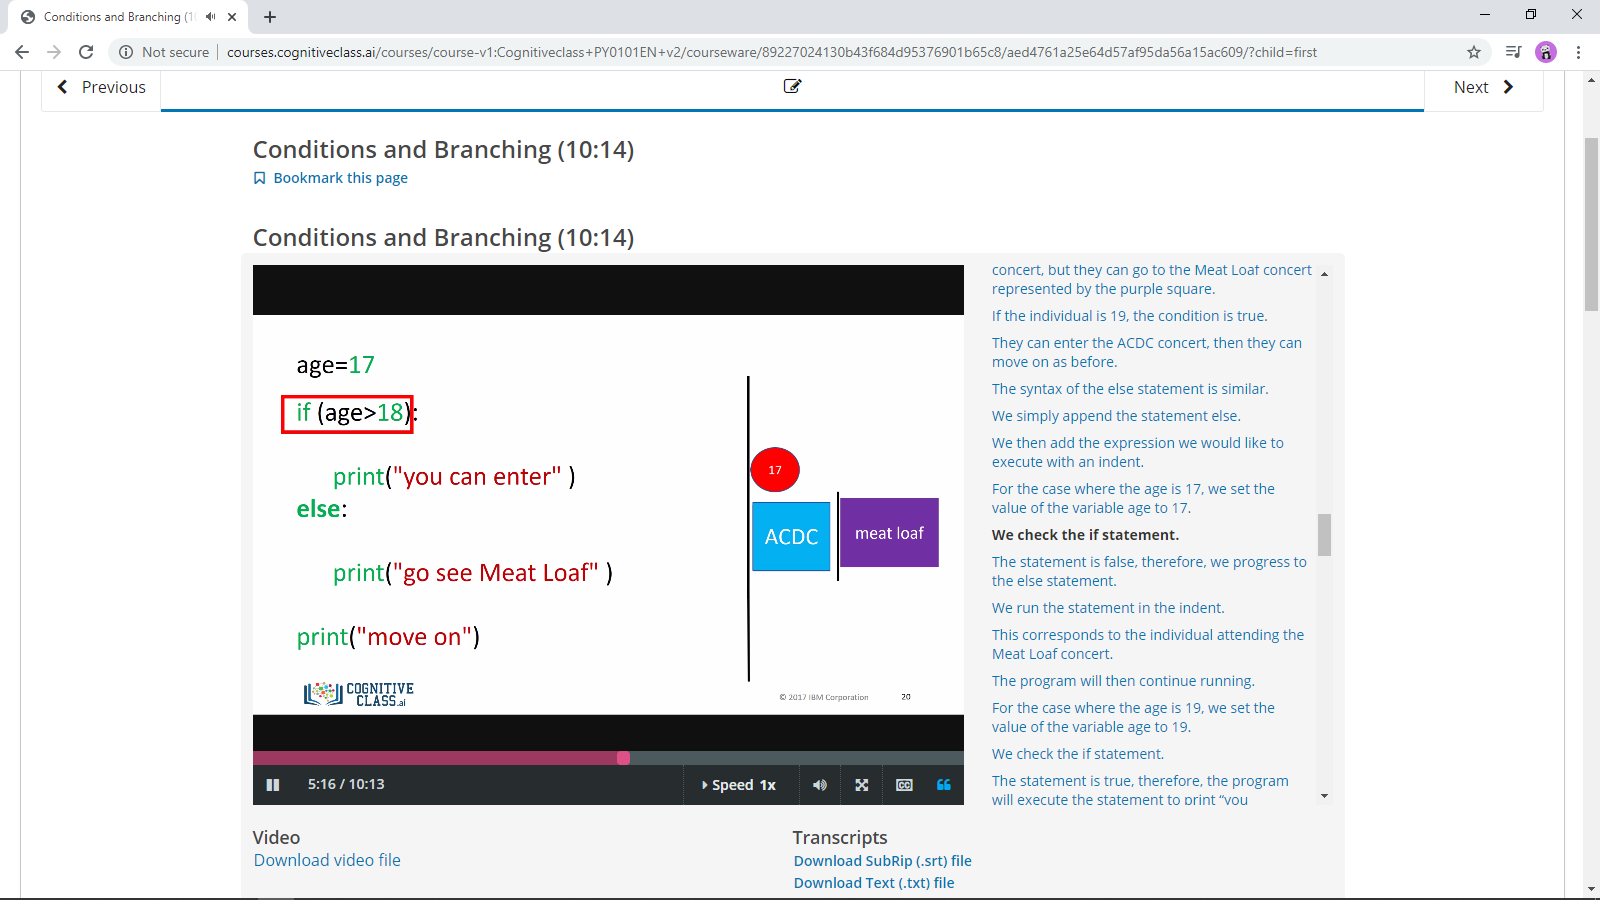 Conditions and Branching (1
Not secure
courses.cognitiveclass.ai/courses/course-v1:Cognitiveclass+PY0101EN+v2/courseware/89227024130b43f684d95376901b65c8/aed4761a25e64d57af95da56a15ac609/?child=first
Previous
Next
Conditions and Branching (10:14)
Bookmark this page
Conditions and Branching (10:14)
age=17
if (age>18):
print("you can enter" )
else:
print("go see Meat Loaf" )
print("move on")
17
ACDC
meat loaf
COGNITIVE
CLASS.ai
© 2017 IBM Corporation
20
5:16 / 10:13
Speed 1x
CC
concert, but they can go to the Meat Loaf concert
represented by the purple square.
If the individual is 19, the condition is true.
They can enter the ACDC concert, then they can
move on as before.
The syntax of the else statement is similar.
We simply append the statement else.
We then add the expression we would like to
execute with an indent.
For the case where the age is 17, we set the
value of the variable age to 17.
We check the if statement.
The statement is false, therefore, we progress to
the else statement.
We run the statement in the indent.
This corresponds to the individual attending the
Meat Loaf concert.
The program will then continue running.
For the case where the age is 19, we set the
value of the variable age to 19.
We check the if statement.
The statement is true, therefore, the program
will execute the statement to print “you
Video
Download video file
Transcripts
Download SubRip (.srt) file
Download Text (.txt) file